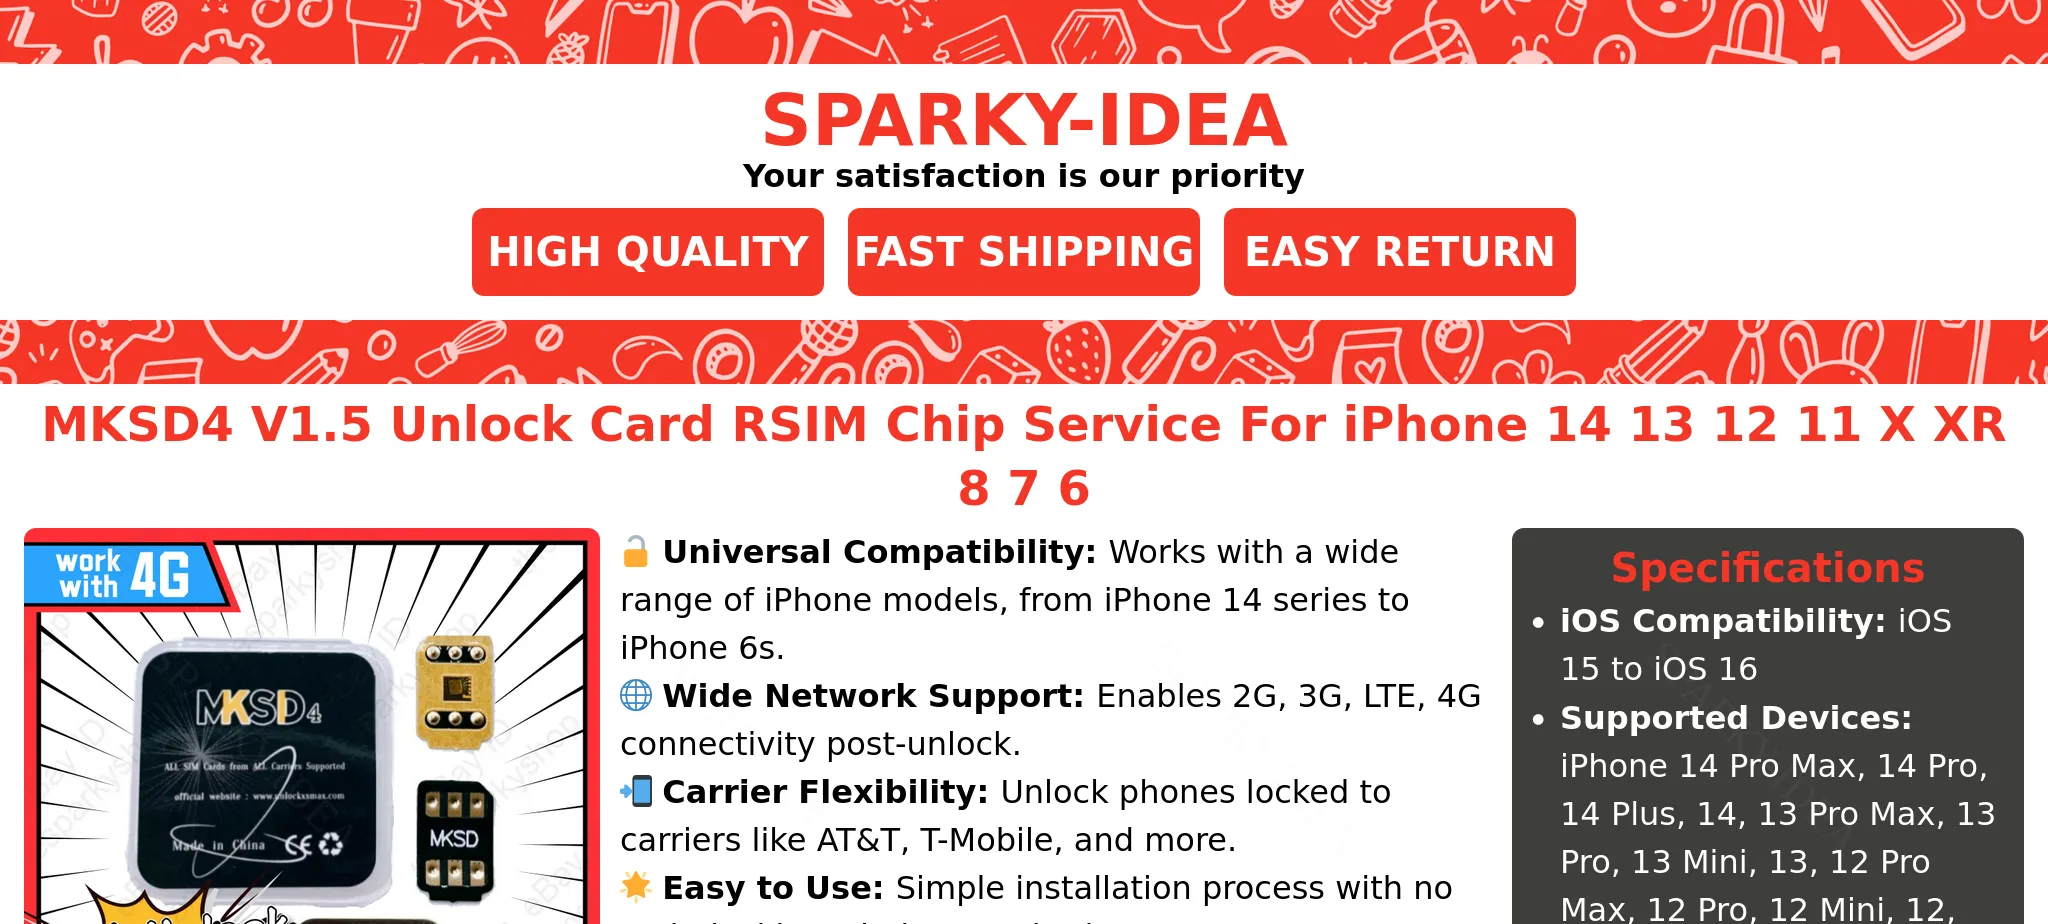 SPARKY-IDEA
Your satisfaction is our priority
HIGH QUALITY
FAST SHIPPING
EASY RETURN
MKSD4 V1.5 Unlock Card RSIM Chip Service For iPhone 14 13 12 11 X XR
8 7 6
work
with 4G
MKSD4
ALL SIM Cards from ALL Carriers Supported
official website : www.unlockxsmax.com
Made in China CE
MKSD
🔓 Universal Compatibility: Works with a wide
range of iPhone models, from iPhone 14 series to
iPhone 6s.
🌐 Wide Network Support: Enables 2G, 3G, LTE, 4G
connectivity post-unlock.
📲 Carrier Flexibility: Unlock phones locked to
carriers like AT&T, T-Mobile, and more.
🌟 Easy to Use: Simple installation process with no
Specifications
• iOS Compatibility: iOS
15 to iOS 16
• Supported Devices:
iPhone 14 Pro Max, 14 Pro,
14 Plus, 14, 13 Pro Max, 13
Pro, 13 Mini, 13, 12 Pro
Max, 12 Pro, 12 Mini, 12,